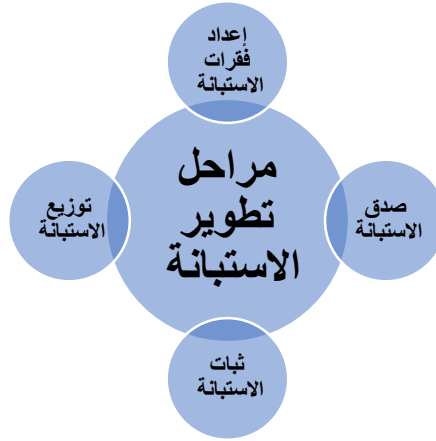 إعداد
فقرات
الاستبانة
مراحل
تطوير
الاستبانة
صدق
الاستبانة
توزيع
الاستبانة
ثبات
الاستبانة